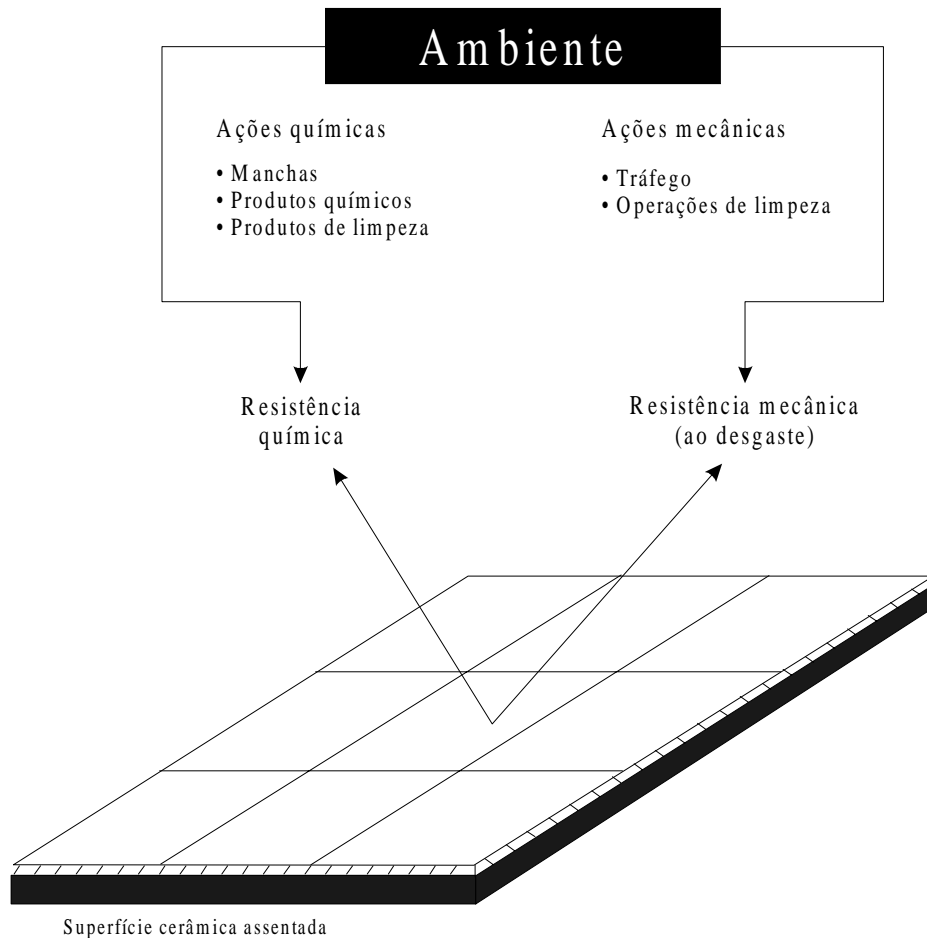 Ambiente
Ações químicas
• Manchas
• Produtos químicos
• Produtos de limpeza
Ações mecânicas
• Tráfego
• Operações de limpeza
Resistência
química
Resistência mecânica
(ao desgaste)
Superfície cerâmica assentada